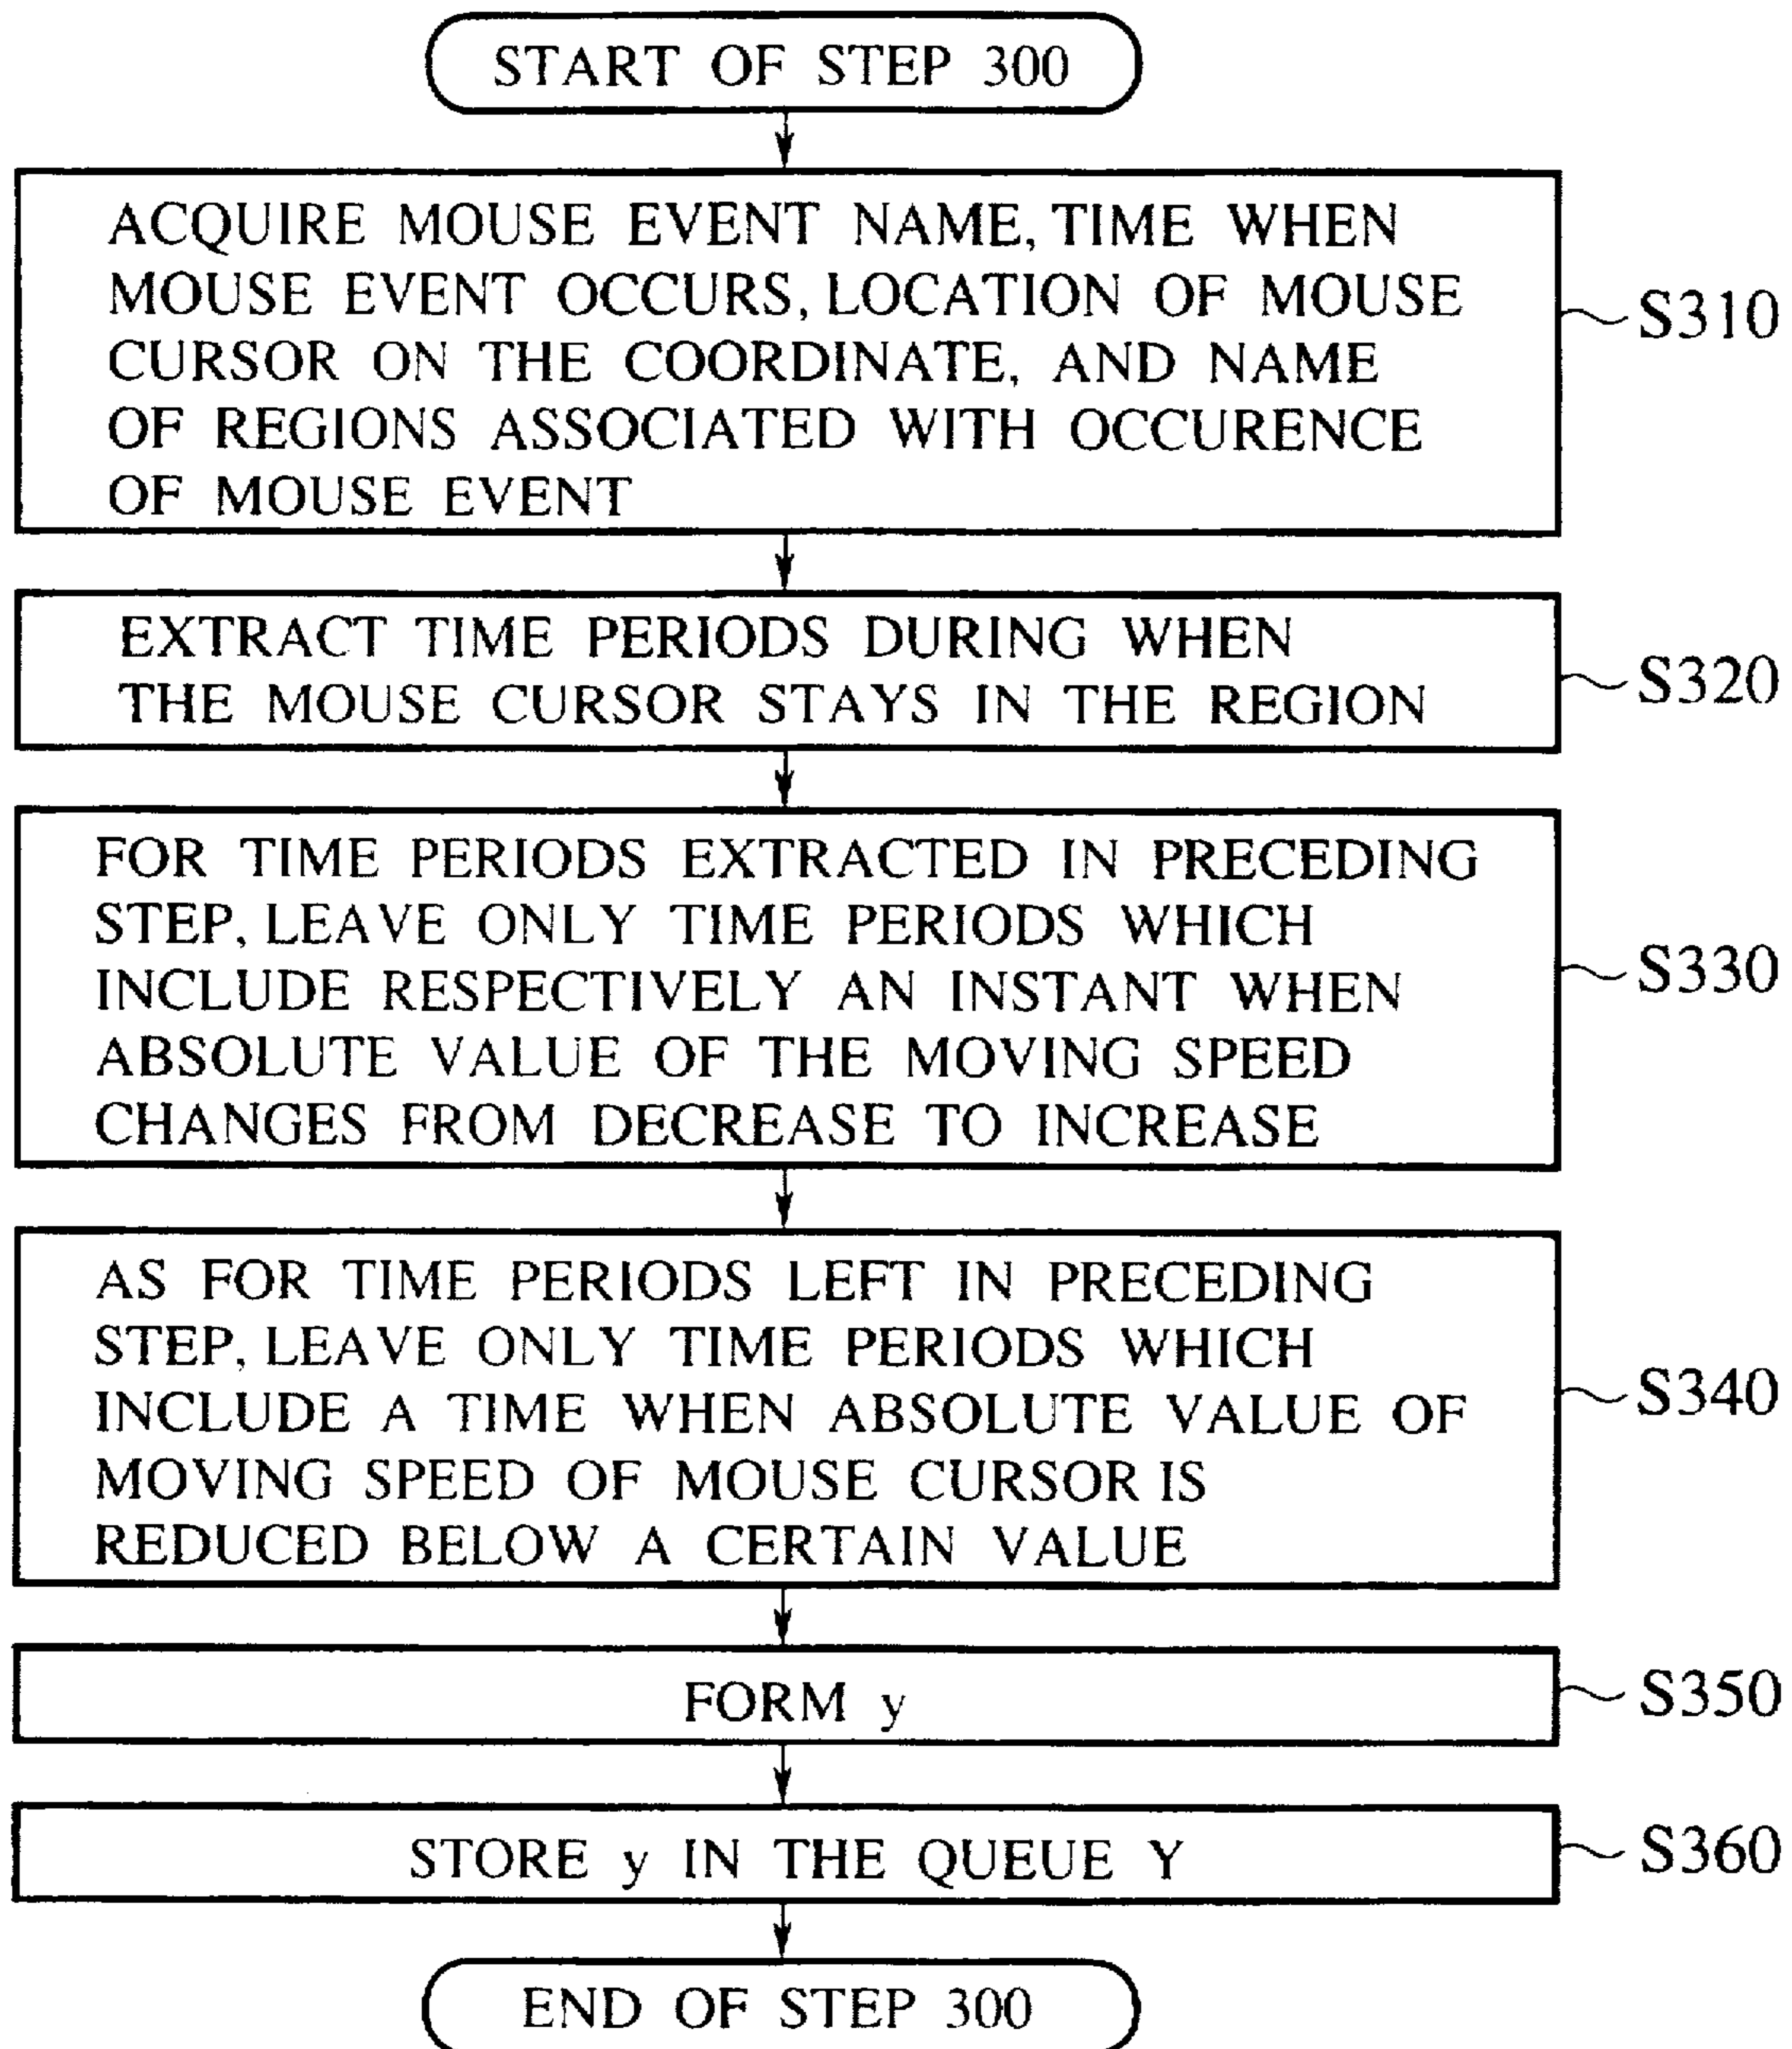 START OF STEP 300
ACQUIRE MOUSE EVENT NAME, TIME WHEN
MOUSE EVENT OCCURS, LOCATION OF MOUSE
CURSOR ON THE COORDINATE, AND NAME
OF REGIONS ASSOCIATED WITH OCCURENCE
OF MOUSE EVENT
S310
EXTRACT TIME PERIODS DURING WHEN
THE MOUSE CURSOR STAYS IN THE REGION
S320
FOR TIME PERIODS EXTRACTED IN PRECEDING
STEP, LEAVE ONLY TIME PERIODS WHICH
INCLUDE RESPECTIVELY AN INSTANT WHEN
ABSOLUTE VALUE OF THE MOVING SPEED
CHANGES FROM DECREASE TO INCREASE
S330
AS FOR TIME PERIODS LEFT IN PRECEDING
STEP, LEAVE ONLY TIME PERIODS WHICH
INCLUDE A TIME WHEN ABSOLUTE VALUE OF
MOVING SPEED OF MOUSE CURSOR IS
REDUCED BELOW A CERTAIN VALUE
S340
FORM y
S350
STORE y IN THE QUEUE Y
S360
END OF STEP 300